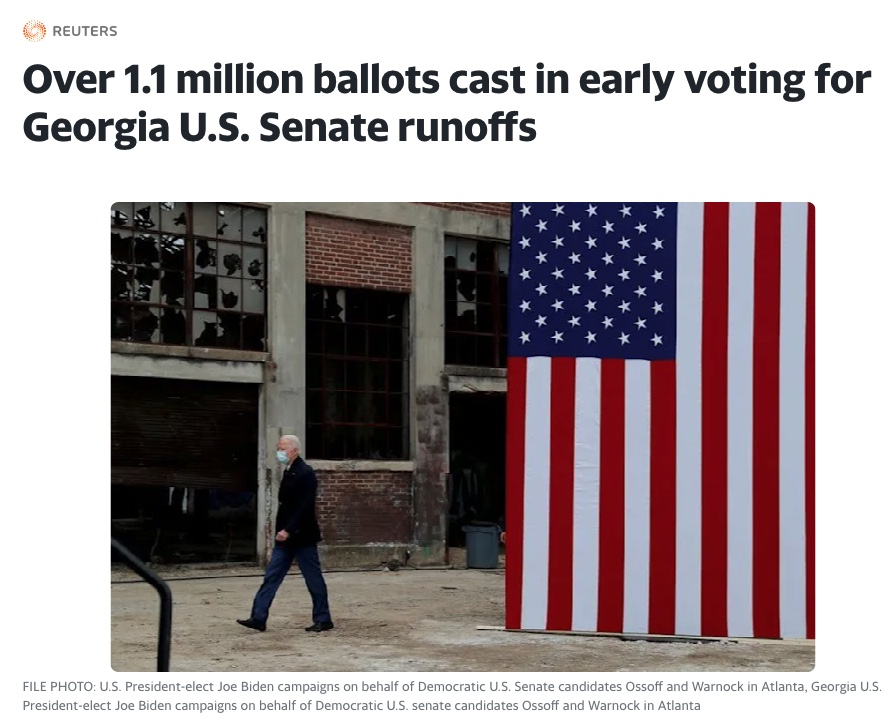 REUTERS
Over 1.1 million ballots cast in early voting for
Georgia U.S. Senate runoffs
FILE PHOTO: U.S. President-elect Joe Biden campaigns on behalf of Democratic U.S. Senate candidates Ossoff and Warnock in Atlanta, Georgia U.S.
President-elect Joe Biden campaigns on behalf of Democratic U.S. senate candidates Ossoff and Warnock in Atlanta